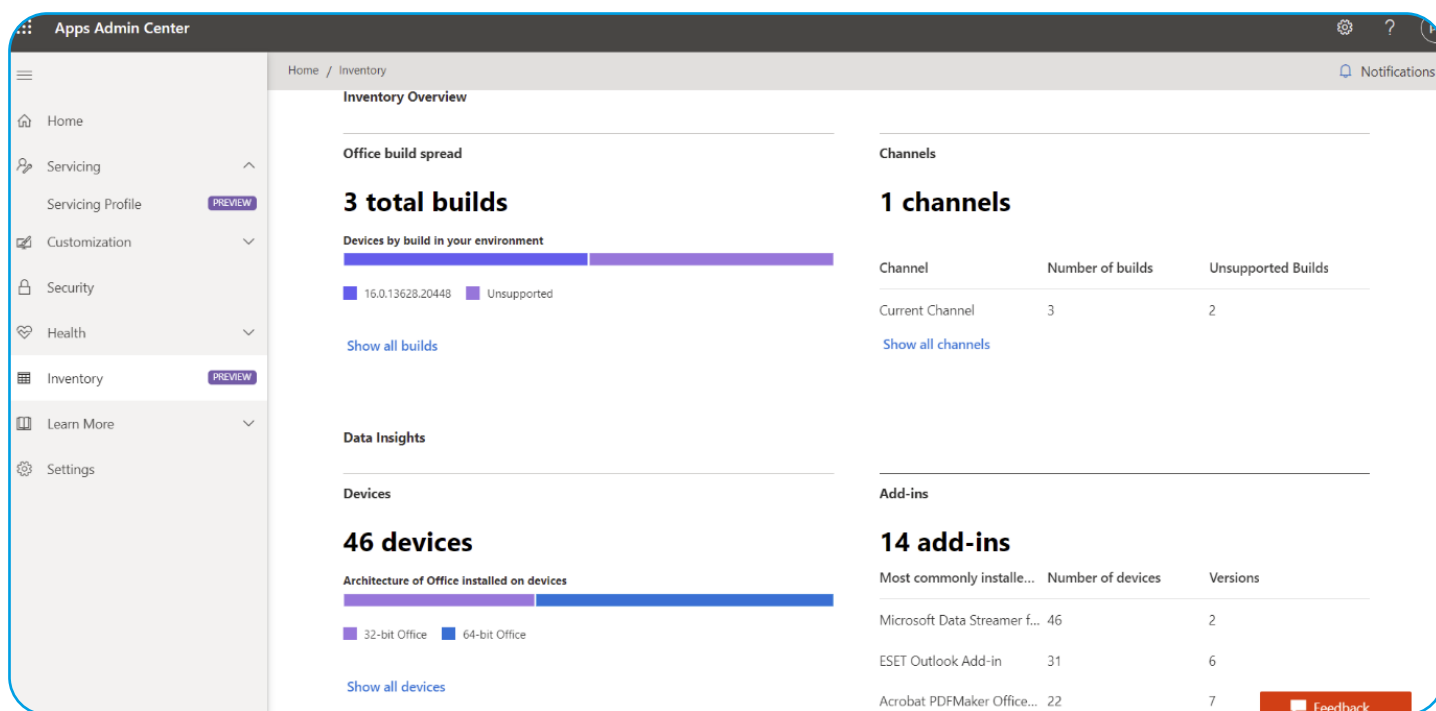 Apps Admin Center
?
Home / Inventory
Notifications
Home
Servicing
Servicing Profile PREVIEW
Customization
Security
Health
Inventory PREVIEW
Learn More
Settings
Inventory Overview
Office build spread
3 total builds
Devices by build in your environment
16.0.13628.20448 Unsupported
Show all builds
Channels
1 channels
Channel Number of builds Unsupported Builds
Current Channel 3 2
Show all channels
Data Insights
Devices
46 devices
Architecture of Office installed on devices
32-bit Office 64-bit Office
Show all devices
Add-ins
14 add-ins
Most commonly installe... Number of devices Versions
Microsoft Data Streamer f... 46 2
ESET Outlook Add-in 31 6
Acrobat PDFMaker Office... 22 7
Feedback